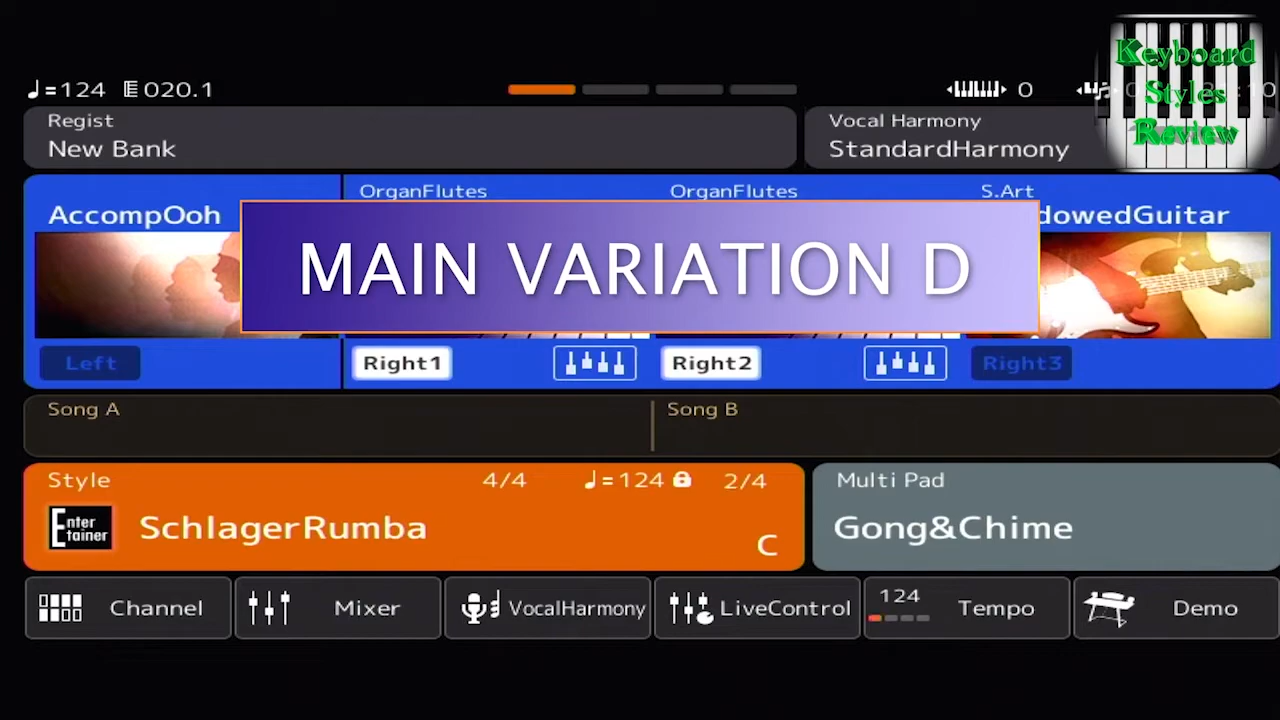 ♩=124 020.1
0
Keyboard
Styles
Review
Regist
New Bank
Vocal Harmony
StandardHarmony
AccompOoh
OrganFlutes
OrganFlutes
S.Art
dowedGuitar
MAIN VARIATION D
Left
Right1
Right2
Right3
Song A
Song B
Style
4/4
♩=124
2/4
Entertainer
SchlagerRumba
C
Multi Pad
Gong&Chime
Channel
Mixer
VocalHarmony
LiveControl
124
Tempo
Demo